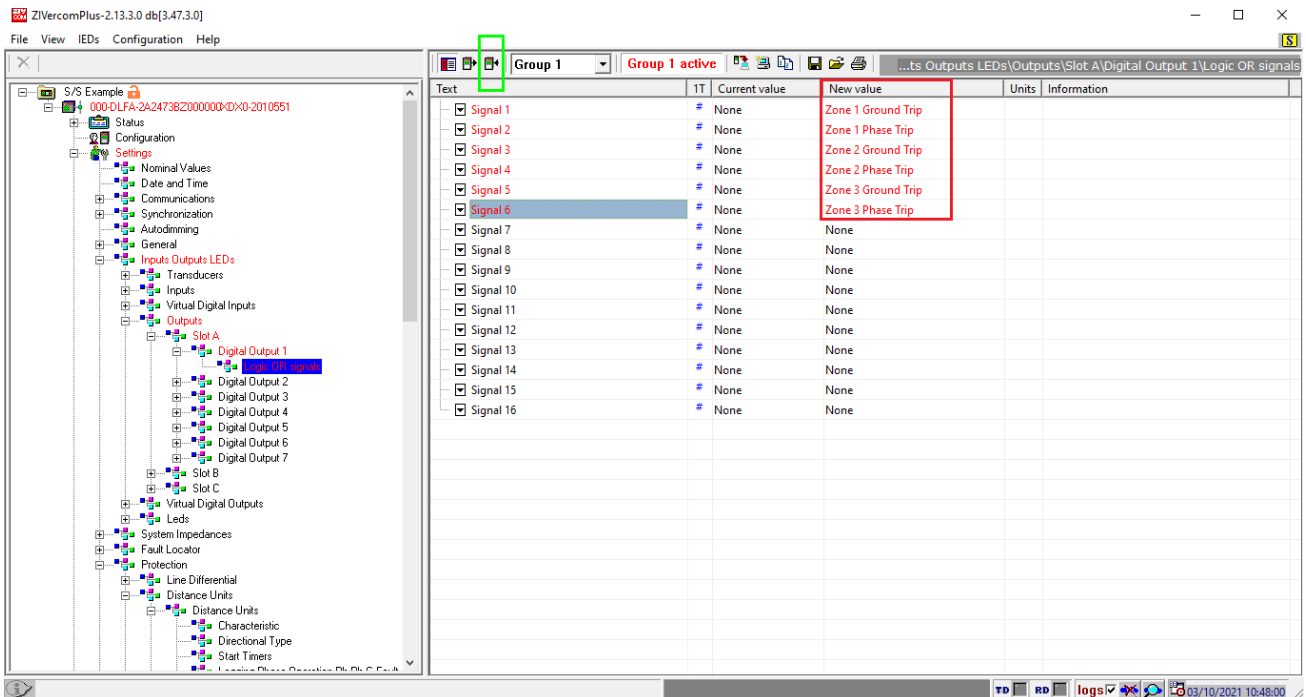 ZIVercomPlus-2.13.3.0 db[3.47.3.0]
File View IEDs Configuration Help
S
Group 1
Group 1 active
...ts Outputs LEDs\Outputs\Slot A\Digital Output 1\Logic OR signals
S/S Example
000-DLFA-2A2473BZ000000XDX0-2010551
Status
Configuration
Settings
Nominal Values
Date and Time
Communications
Synchronization
Autodimming
General
Inputs Outputs LEDs
Transducers
Inputs
Virtual Digital Inputs
Outputs
Slot A
Digital Output 1
Logic OR signals
Digital Output 2
Digital Output 3
Digital Output 4
Digital Output 5
Digital Output 6
Digital Output 7
Slot B
Slot C
Virtual Digital Outputs
Leds
System Impedances
Fault Locator
Protection
Line Differential
Distance Units
Distance Units
Characteristic
Directional Type
Start Timers
Text 1T Current value New value Units Information
Signal 1 # None Zone 1 Ground Trip
Signal 2 # None Zone 1 Phase Trip
Signal 3 # None Zone 2 Ground Trip
Signal 4 # None Zone 2 Phase Trip
Signal 5 # None Zone 3 Ground Trip
Signal 6 # None Zone 3 Phase Trip
Signal 7 # None None
Signal 8 # None None
Signal 9 # None None
Signal 10 # None None
Signal 11 # None None
Signal 12 # None None
Signal 13 # None None
Signal 14 # None None
Signal 15 # None None
Signal 16 # None None
TD RD logs 03/10/2021 10:48:00